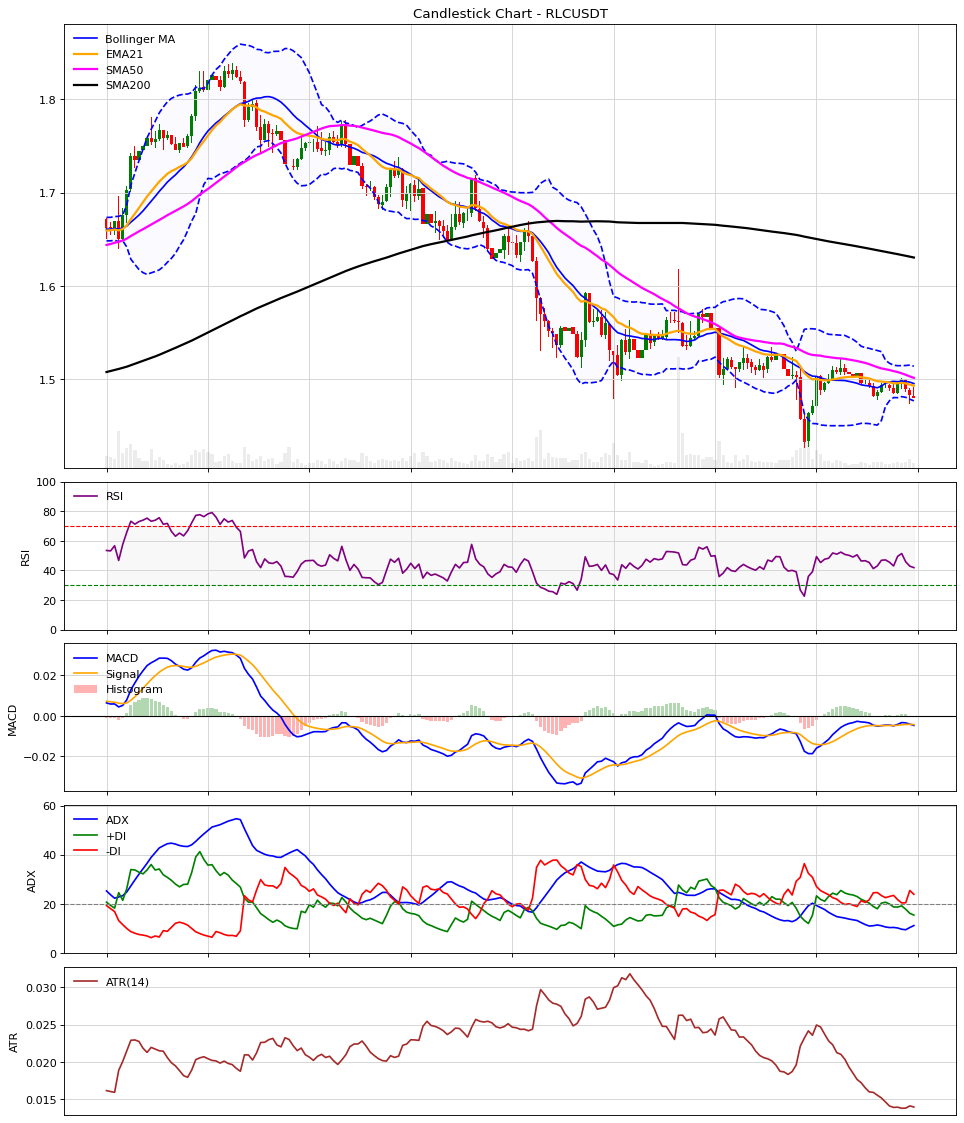 Candlestick Chart - RLCUSDT
Bollinger MA
EMA21
SMA50
SMA200
1.8
1.7
1.6
1.5
RSI
RSI
100
80
60
40
20
0
MACD
Signal
Histogram
MACD
0.02
0.00
−0.02
ADX
+DI
-DI
ADX
60
40
20
0
ATR(14)
ATR
0.030
0.025
0.020
0.015